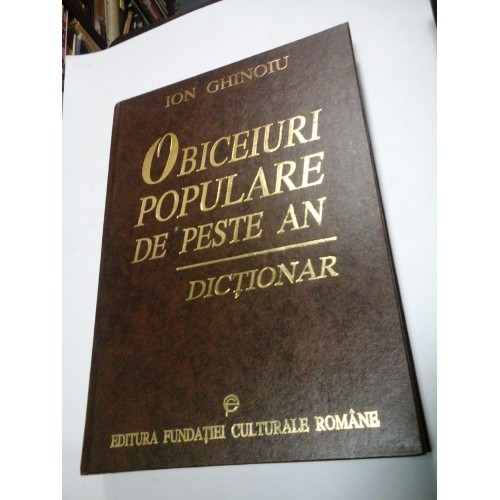 ION GHINOIU
OBICEIURI
POPULARE
DE PESTE AN
DICȚIONAR
EDITURA FUNDAȚIEI CULTURALE ROMÂNE